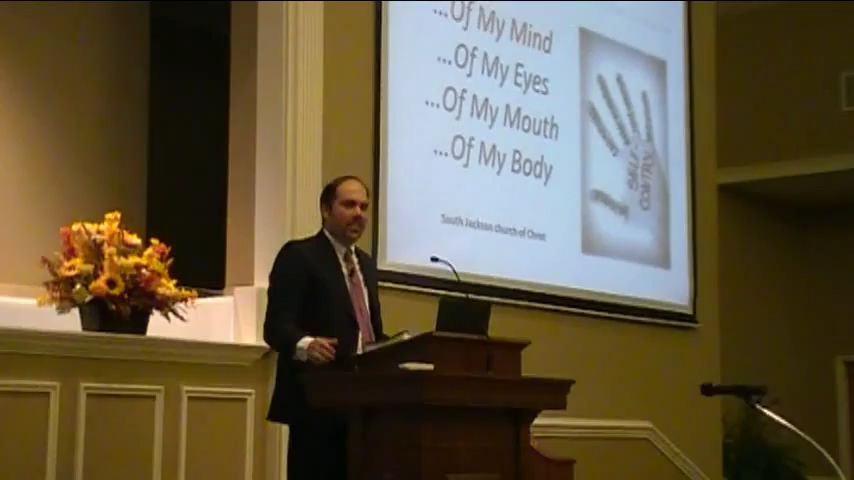 ...Of My Mind
...Of My Eyes
...Of My Mouth
...Of My Body
SELF-
CONTROL
South Jackson church of Christ